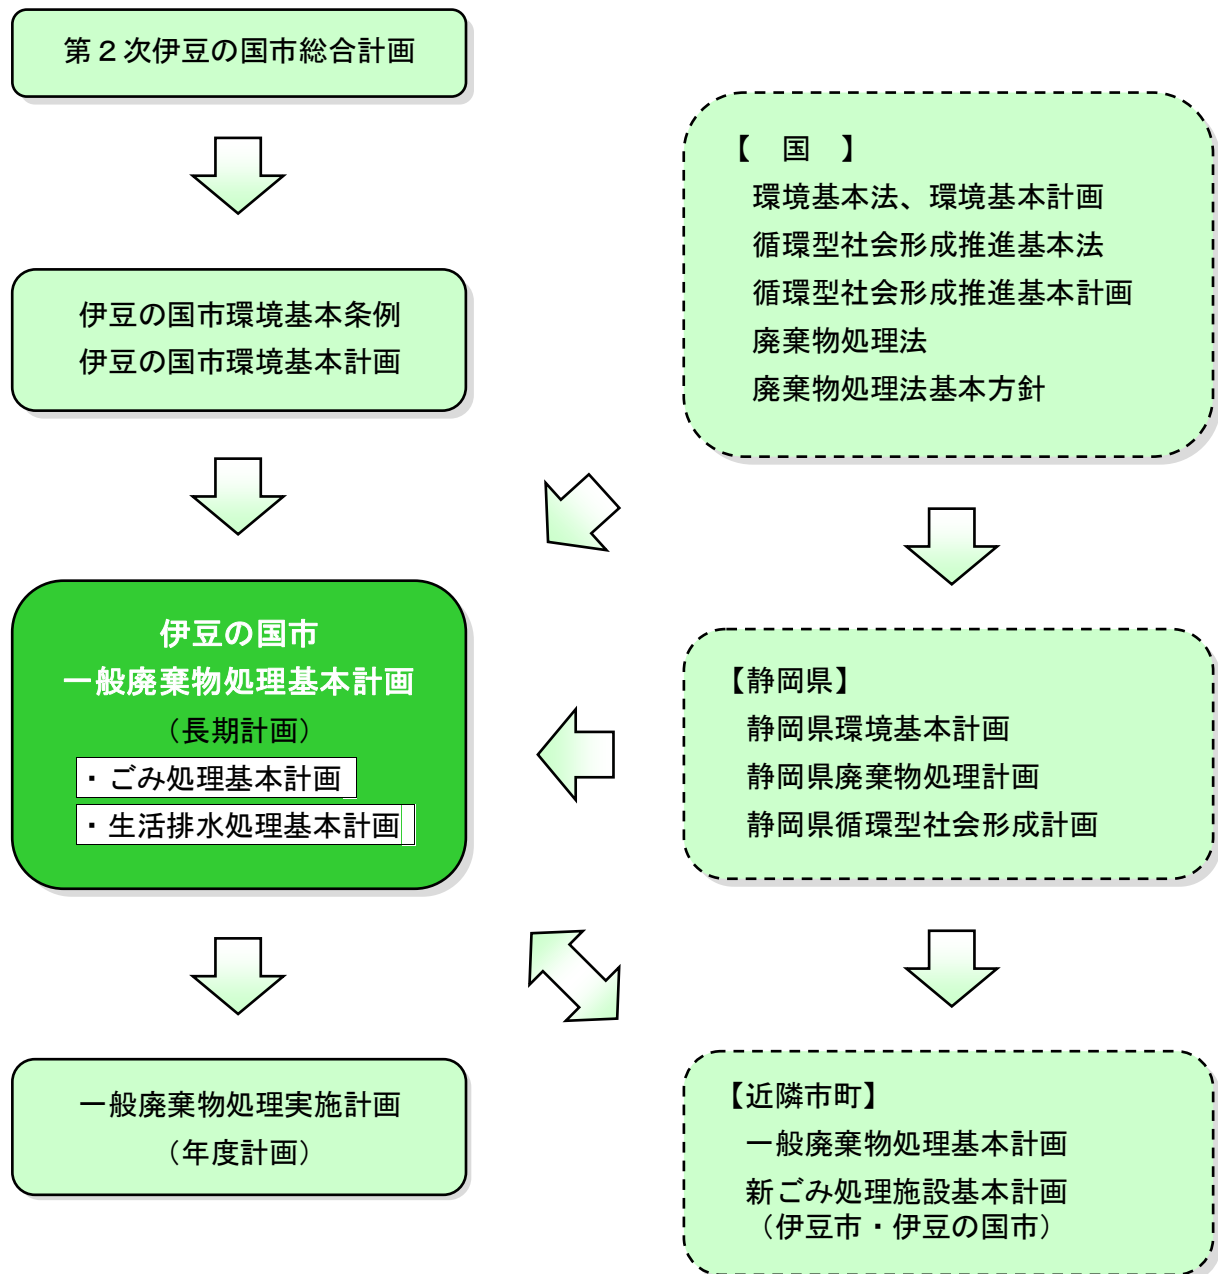 第２次伊豆の国市総合計画
伊豆の国市環境基本条例
伊豆の国市環境基本計画
伊豆の国市
一般廃棄物処理基本計画
（長期計画）
・ごみ処理基本計画
・生活排水処理基本計画
一般廃棄物処理実施計画
（年度計画）
【　国　】
環境基本法、環境基本計画
循環型社会形成推進基本法
循環型社会形成推進基本計画
廃棄物処理法
廃棄物処理法基本方針
【静岡県】
静岡県環境基本計画
静岡県廃棄物処理計画
静岡県循環型社会形成計画
【近隣市町】
一般廃棄物処理基本計画
新ごみ処理施設基本計画
（伊豆市・伊豆の国市）